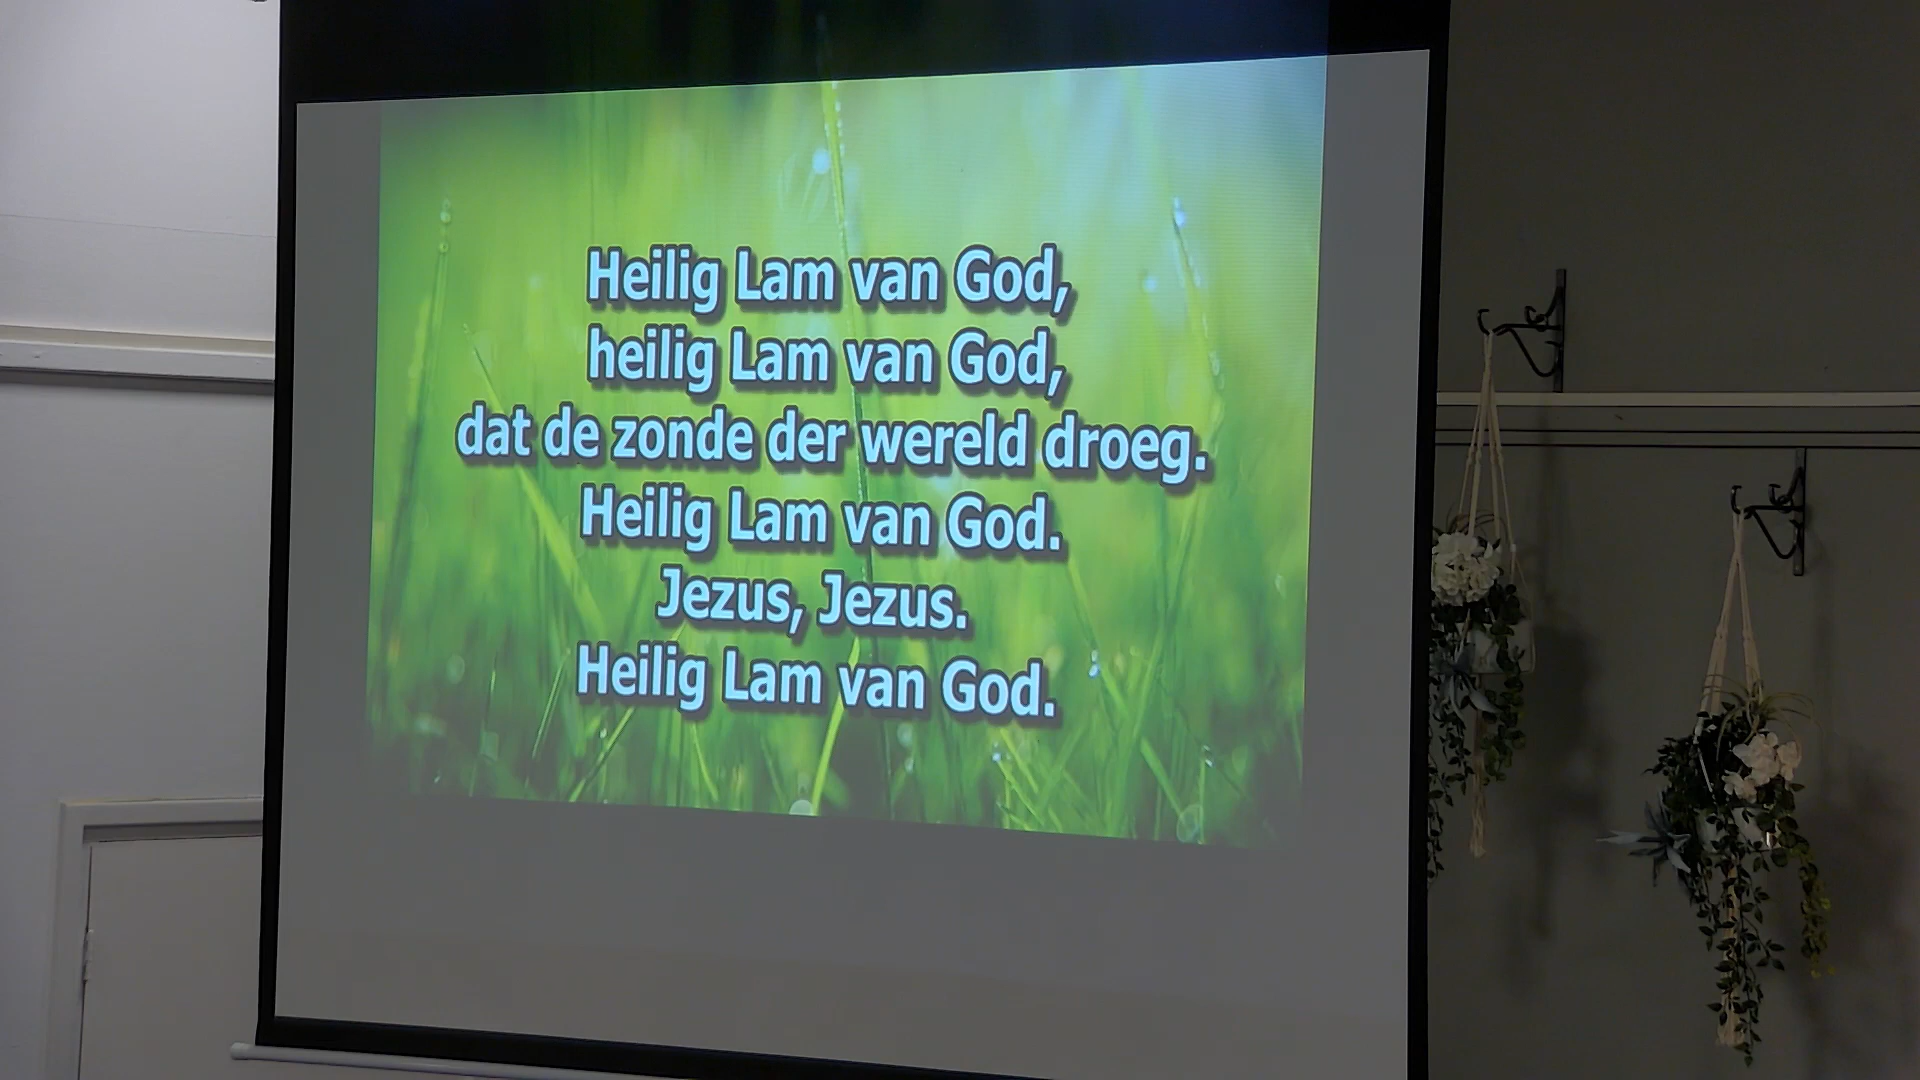 Heilig Lam van God,
heilig Lam van God,
dat de zonde der wereld droeg.
Heilig Lam van God.
Jezus, Jezus.
Heilig Lam van God.